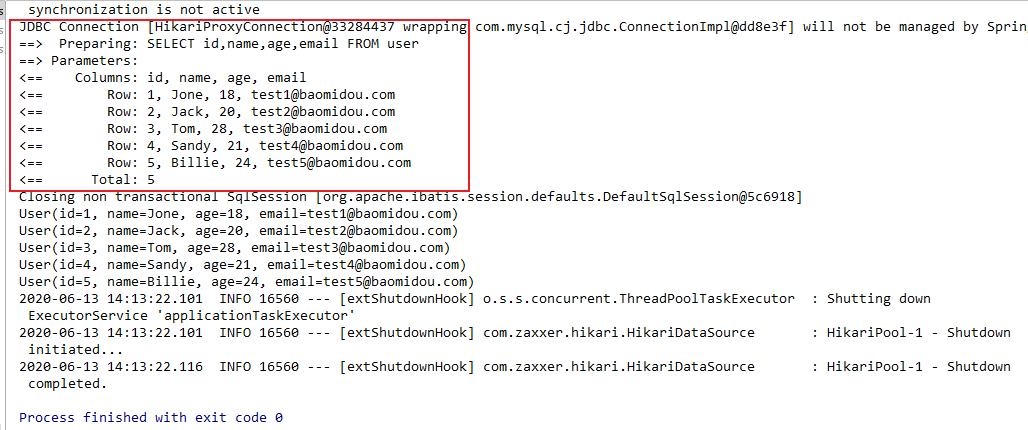 synchronization is not active
JDBC Connection [HikariProxyConnection@33284437 wrapping com.mysql.cj.jdbc.ConnectionImpl@dd8e3f] will not be managed by Sprin
==>  Preparing: SELECT id,name,age,email FROM user
==> Parameters:
<==    Columns: id, name, age, email
<==        Row: 1, Jone, 18, test1@baomidou.com
<==        Row: 2, Jack, 20, test2@baomidou.com
<==        Row: 3, Tom, 28, test3@baomidou.com
<==        Row: 4, Sandy, 21, test4@baomidou.com
<==        Row: 5, Billie, 24, test5@baomidou.com
<==      Total: 5
Closing non transactional SqlSession [org.apache.ibatis.session.defaults.DefaultSqlSession@5c6918]
User(id=1, name=Jone, age=18, email=test1@baomidou.com)
User(id=2, name=Jack, age=20, email=test2@baomidou.com)
User(id=3, name=Tom, age=28, email=test3@baomidou.com)
User(id=4, name=Sandy, age=21, email=test4@baomidou.com)
User(id=5, name=Billie, age=24, email=test5@baomidou.com)
2020-06-13 14:13:22.101  INFO 16560 --- [extShutdownHook] o.s.s.concurrent.ThreadPoolTaskExecutor  : Shutting down
ExecutorService 'applicationTaskExecutor'
2020-06-13 14:13:22.101  INFO 16560 --- [extShutdownHook] com.zaxxer.hikari.HikariDataSource       : HikariPool-1 - Shutdown
initiated...
2020-06-13 14:13:22.116  INFO 16560 --- [extShutdownHook] com.zaxxer.hikari.HikariDataSource       : HikariPool-1 - Shutdown
completed.
Process finished with exit code 0